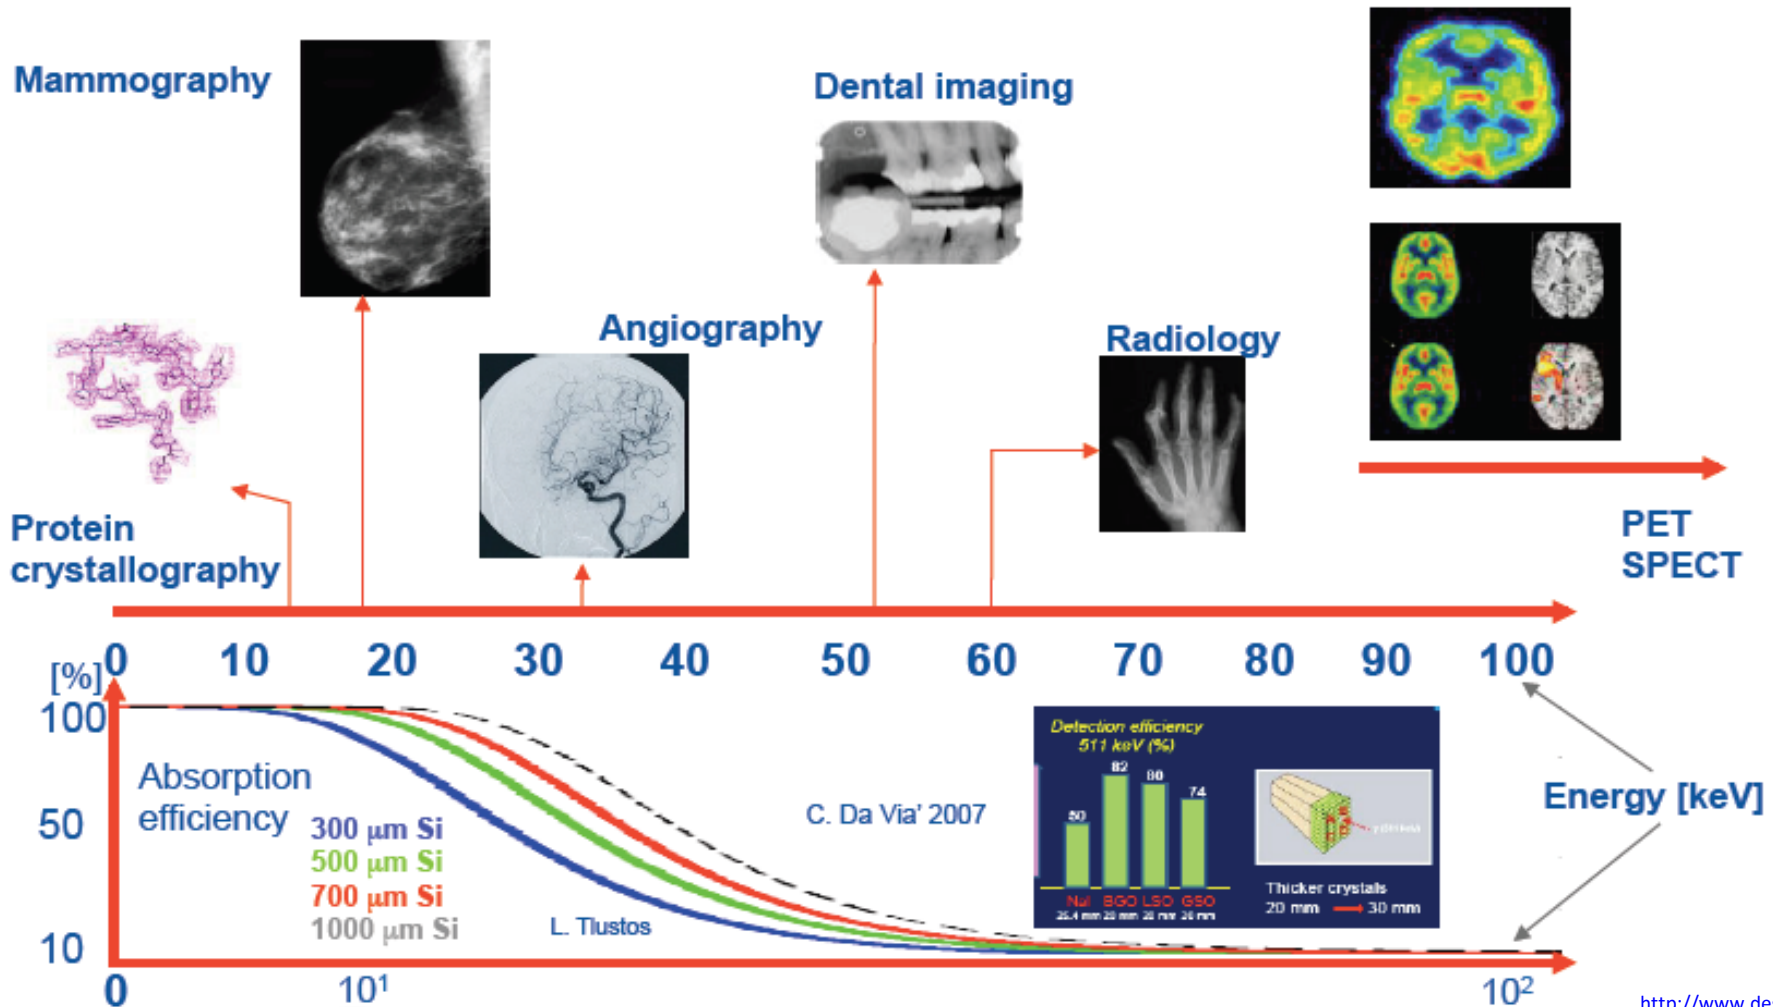 Mammography
Dental imaging
Angiography
Radiology
Protein
crystallography
PET
SPECT
0 10 20 30 40 50 60 70 80 90 100
[%]
100
50
10
Absorption
efficiency
300 μm Si
500 μm Si
700 μm Si
1000 μm Si
L. Tlustos
C. Da Via' 2007
Detection efficiency
511 keV (%)
50 82 80 74
NaI BGO LSO GSO
Thicker crystals
20 mm 30 mm
Energy [keV]
0 10¹ 10²
http://www.de